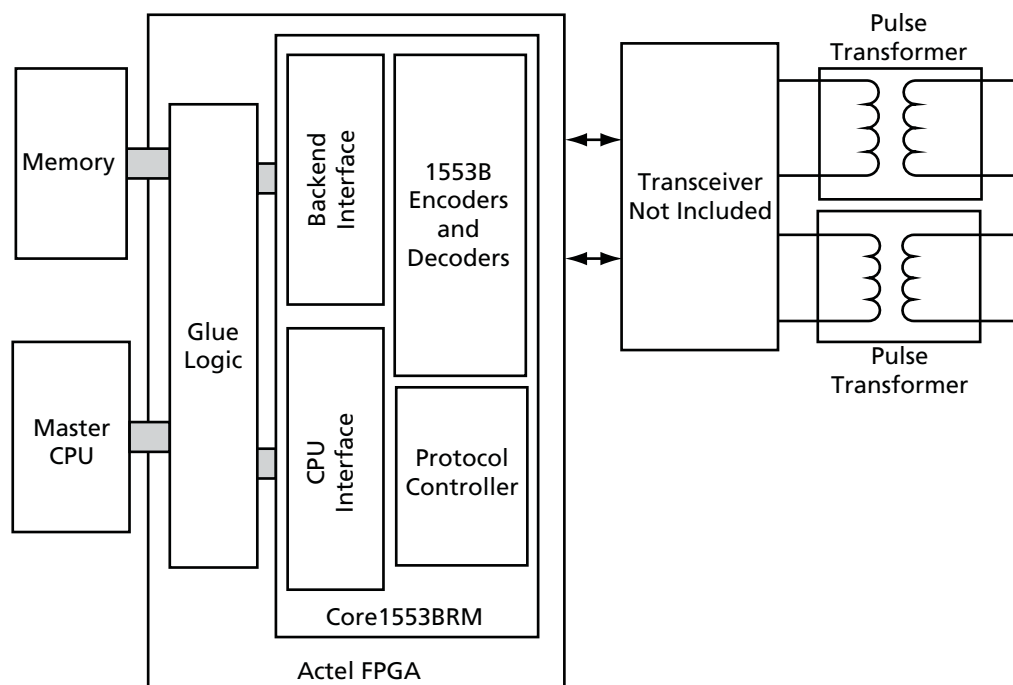 Memory
Master
CPU
Glue
Logic
Backend
Interface
CPU
Interface
1553B
Encoders
and
Decoders
Protocol
Controller
Core1553BRM
Actel FPGA
Transceiver
Not Included
Pulse
Transformer
Pulse
Transformer